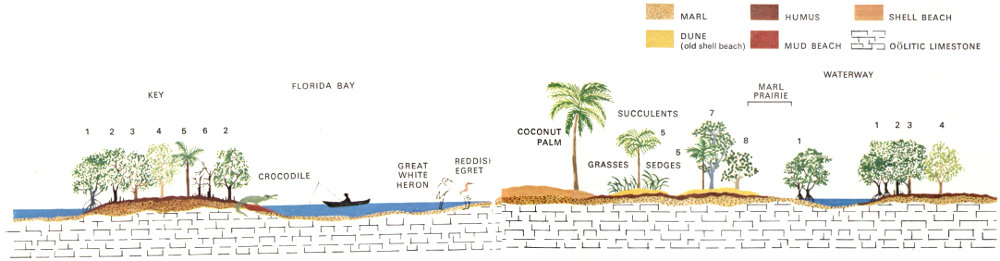 MARL
HUMUS
SHELL BEACH
DUNE
(old shell beach)
MUD BEACH
OÖLITIC LIMESTONE
KEY
FLORIDA BAY
WATERWAY
MARL
PRAIRIE
1 2 3 4 5 6 2
CROCODILE
GREAT
WHITE
HERON
REDDISH
EGRET
COCONUT
PALM
SUCCULENTS
GRASSES
SEDGES
5
5
7
8
1
1 2 3 4